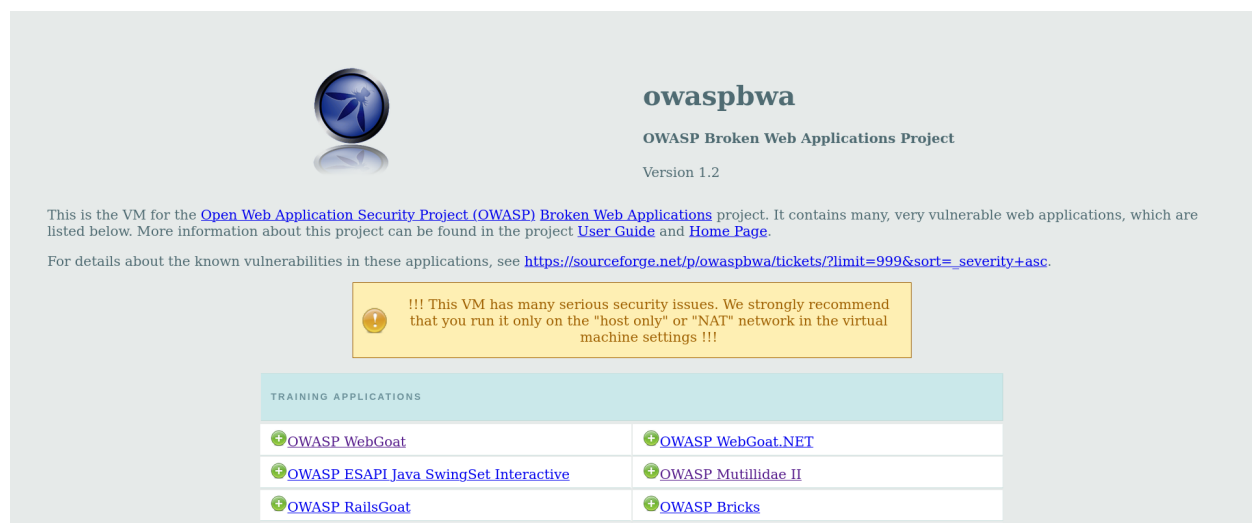 owaspbwa
OWASP Broken Web Applications Project
Version 1.2
This is the VM for the Open Web Application Security Project (OWASP) Broken Web Applications project. It contains many, very vulnerable web applications, which are
listed below. More information about this project can be found in the project User Guide and Home Page.
For details about the known vulnerabilities in these applications, see https://sourceforge.net/p/owaspbwa/tickets/?limit=999&sort=_severity+asc.
!!! This VM has many serious security issues. We strongly recommend
that you run it only on the "host only" or "NAT" network in the virtual
machine settings !!!
TRAINING APPLICATIONS
OWASP WebGoat
OWASP WebGoat.NET
OWASP ESAPI Java SwingSet Interactive
OWASP Mutillidae II
OWASP RailsGoat
OWASP Bricks